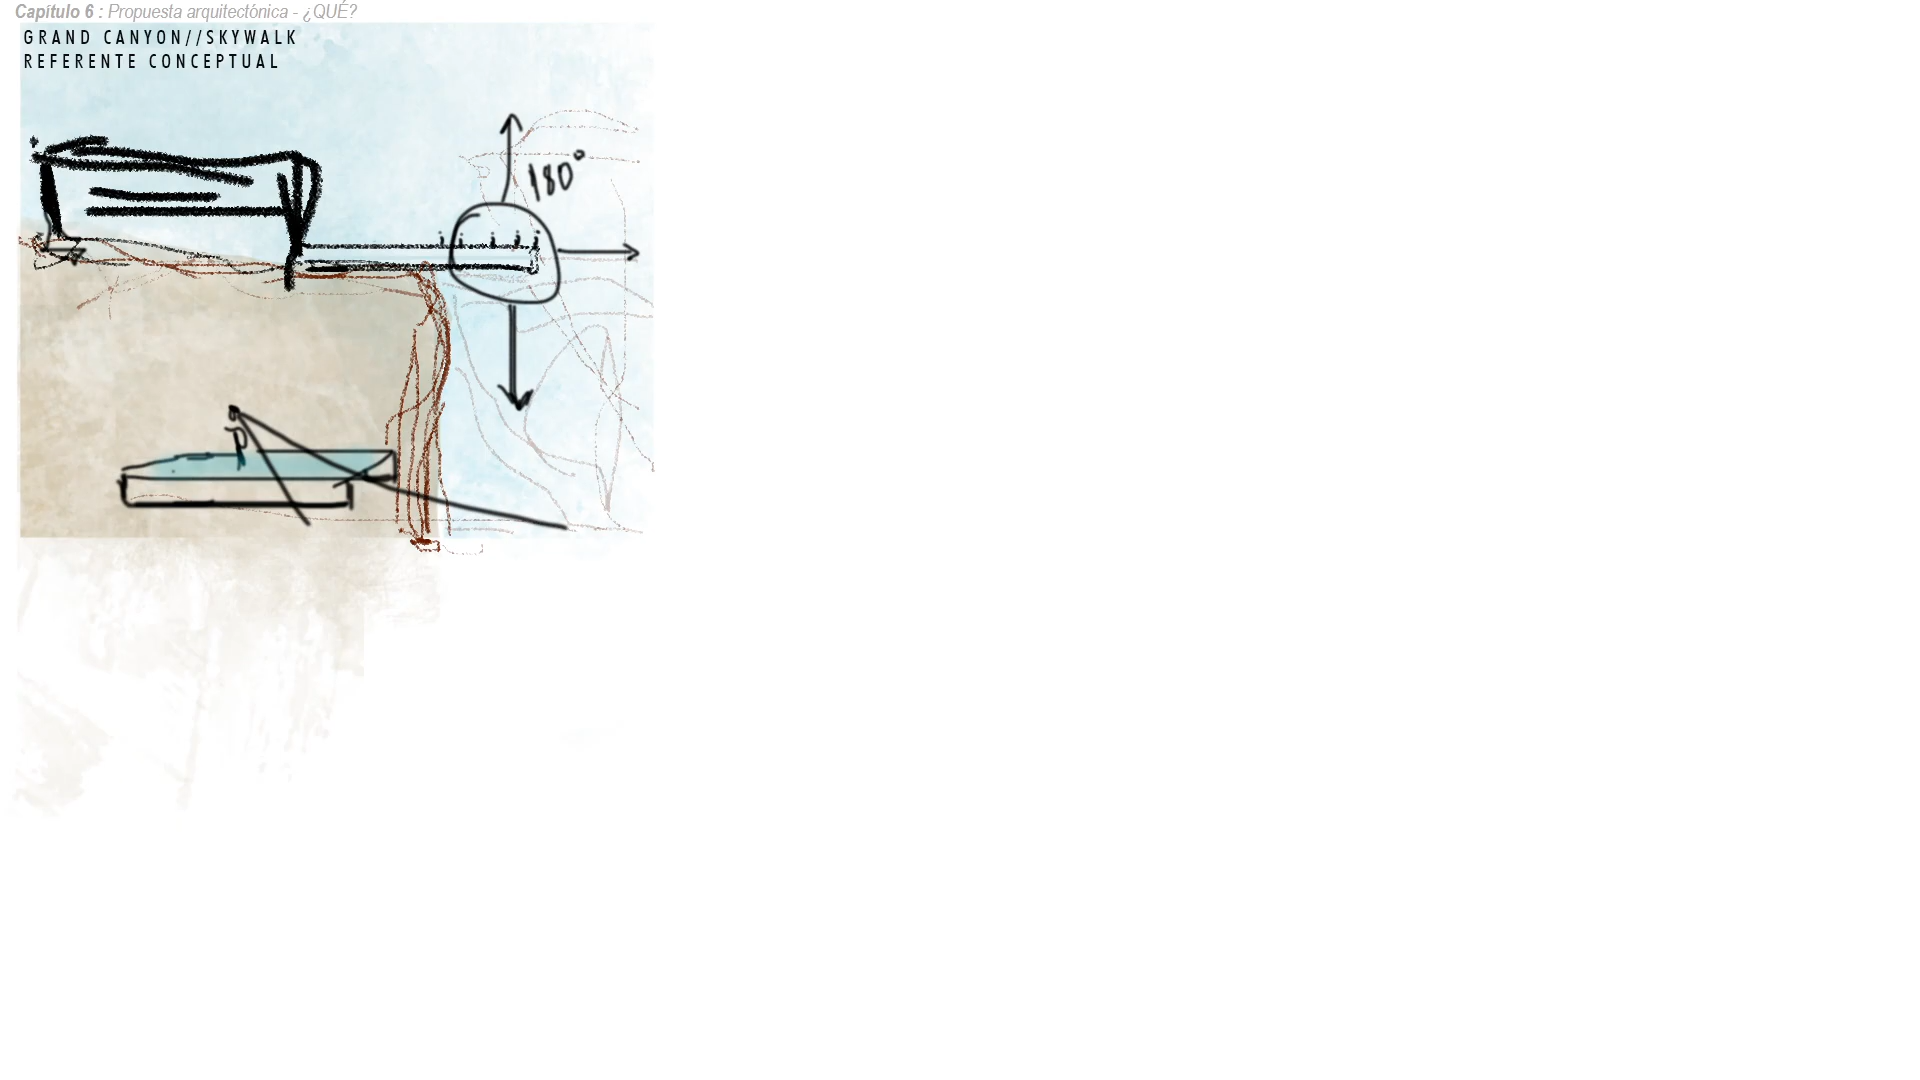 Capítulo 6 : Propuesta arquitectónica - ¿QUÉ?
GRAND CANYON//SKYWALK
REFERENTE CONCEPTUAL
180°